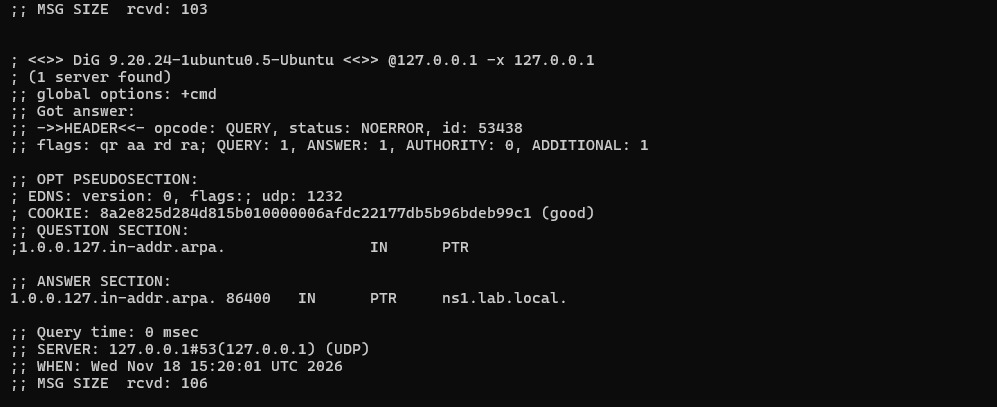 ;; MSG SIZE  rcvd: 103
; <<>> DiG 9.20.24-1ubuntu0.5-Ubuntu <<>> @127.0.0.1 -x 127.0.0.1
; (1 server found)
;; global options: +cmd
;; Got answer:
;; ->>HEADER<<- opcode: QUERY, status: NOERROR, id: 53438
;; flags: qr aa rd ra; QUERY: 1, ANSWER: 1, AUTHORITY: 0, ADDITIONAL: 1
;; OPT PSEUDOSECTION:
; EDNS: version: 0, flags:; udp: 1232
; COOKIE: 8a2e825d284d815b010000006afdc22177db5b96bdeb99c1 (good)
;; QUESTION SECTION:
;1.0.0.127.in-addr.arpa.                IN      PTR
;; ANSWER SECTION:
1.0.0.127.in-addr.arpa. 86400   IN      PTR     ns1.lab.local.
;; Query time: 0 msec
;; SERVER: 127.0.0.1#53(127.0.0.1) (UDP)
;; WHEN: Wed Nov 18 15:20:01 UTC 2026
;; MSG SIZE  rcvd: 106